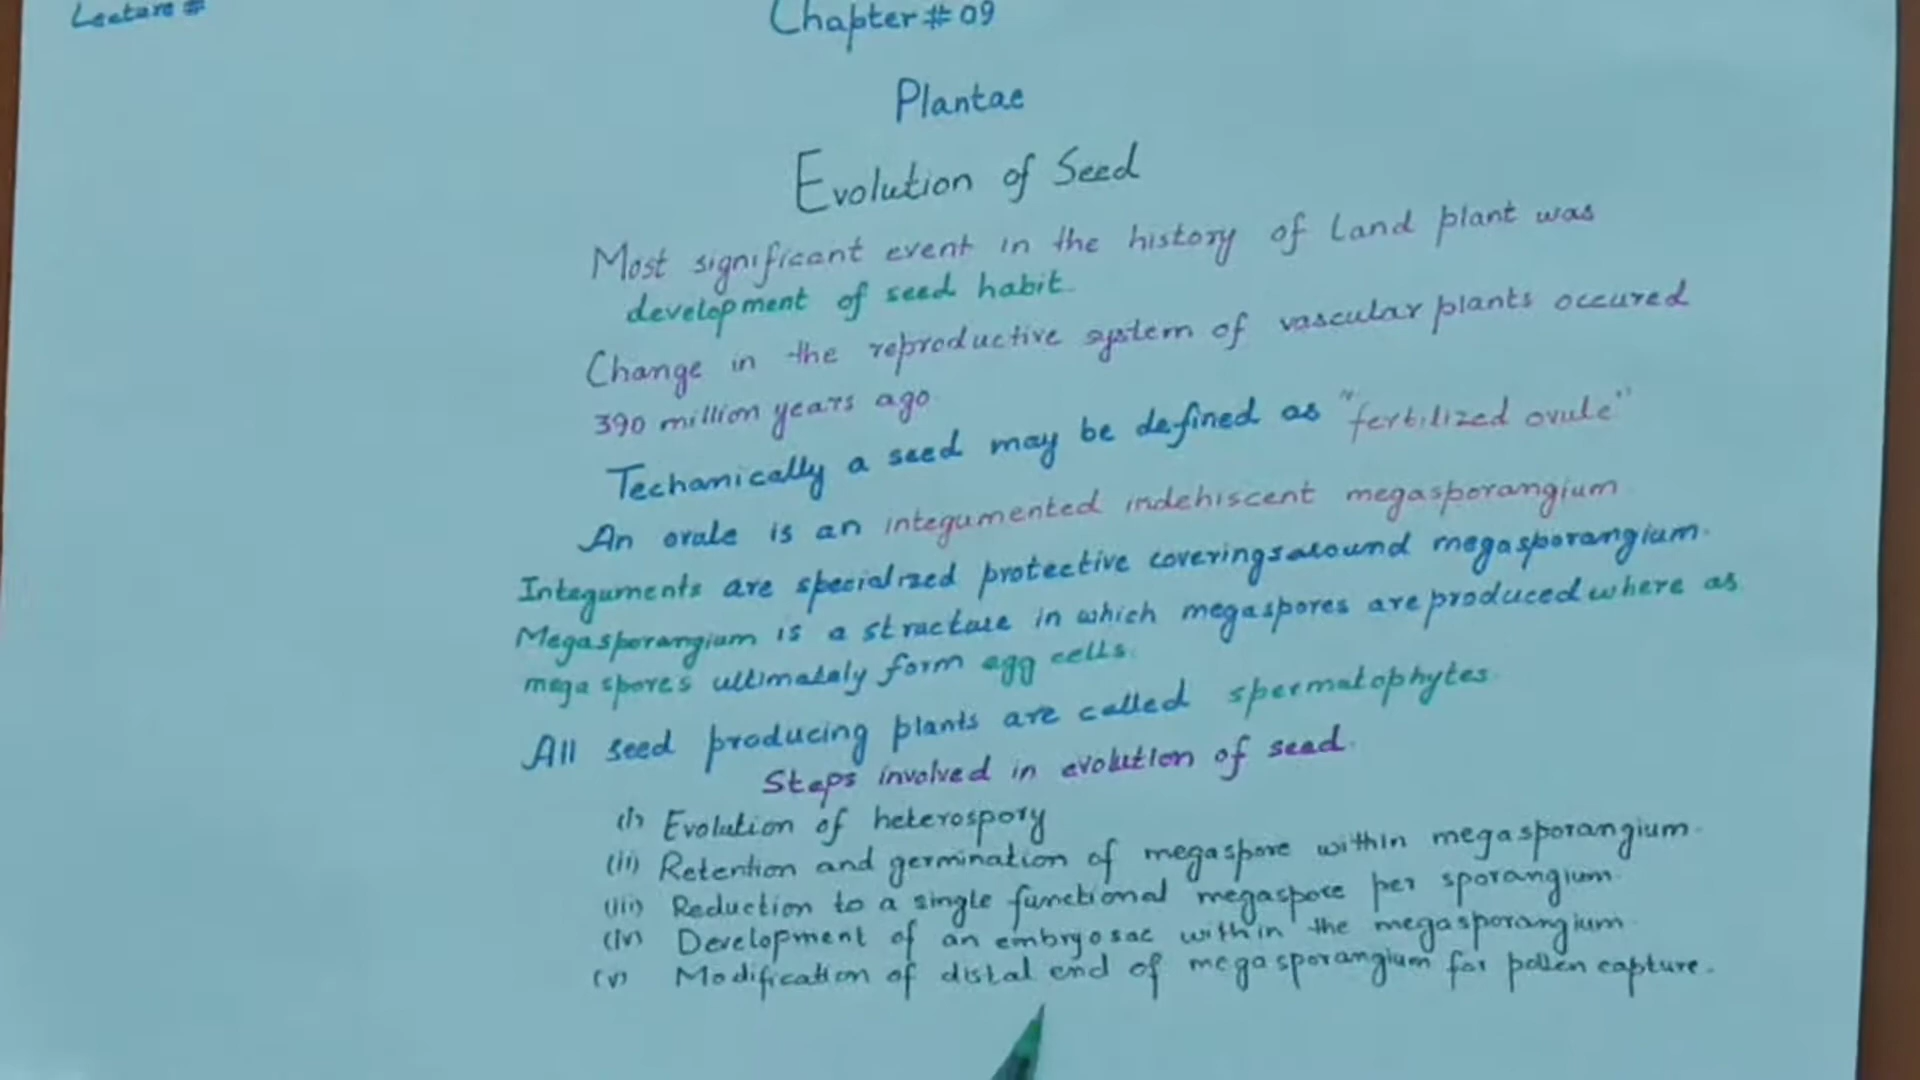 Lecture #
Chapter # 09
Plantae
Evolution of Seed
Most significant event in the history of Land plant was
development of seed habit.
Change in the reproductive system of vascular plants occured
390 million years ago.
Techanically a seed may be defined as "fertilized ovule"
An ovule is an integumented indehiscent megasporangium.
Integuments are specialized protective coverings around megasporangium.
Megasporangium is a structure in which megaspores are produced where as
mega spores ultimately form egg cells.
All seed producing plants are called spermatophytes.
Steps involved in evolution of seed.
(i) Evolution of heterospory
(ii) Retention and germination of megaspore within megasporangium.
(iii) Reduction to a single functional megaspore per sporangium.
(iv) Development of an embryosac within the megasporangium.
(v) Modification of distal end of megasporangium for pollen capture.